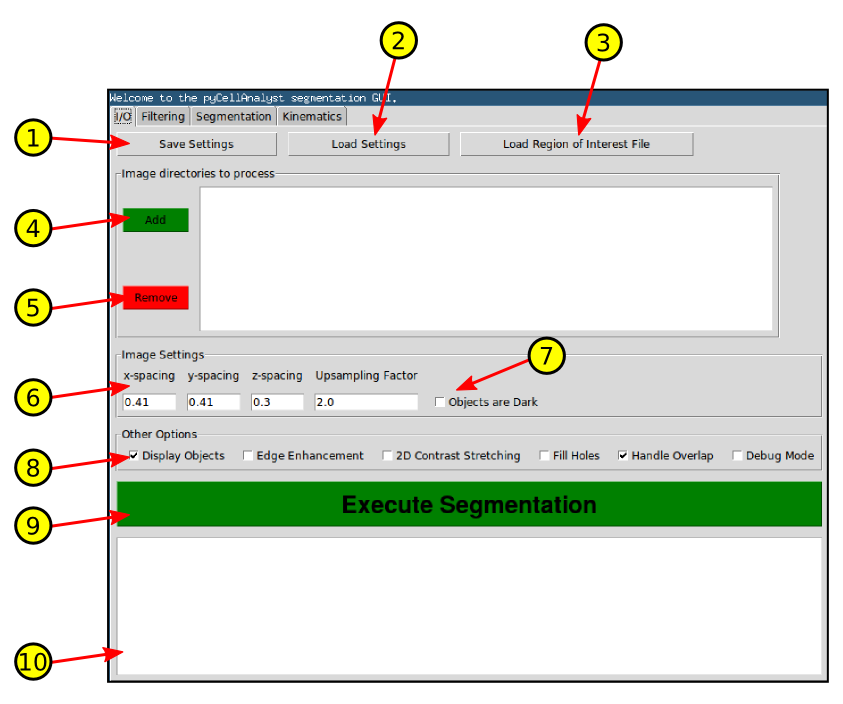 2
3
Welcome to the pyCellAnalyst segmentation GUI.
I/O Filtering Segmentation Kinematics
1
Save Settings Load Settings Load Region of Interest File
Image directories to process
4
Add
5
Remove
Image Settings
7
x-spacing y-spacing z-spacing Upsampling Factor
6
0.41 0.41 0.3 2.0 Objects are Dark
Other Options
8
Display Objects Edge Enhancement 2D Contrast Stretching Fill Holes Handle Overlap Debug Mode
Execute Segmentation
9
10